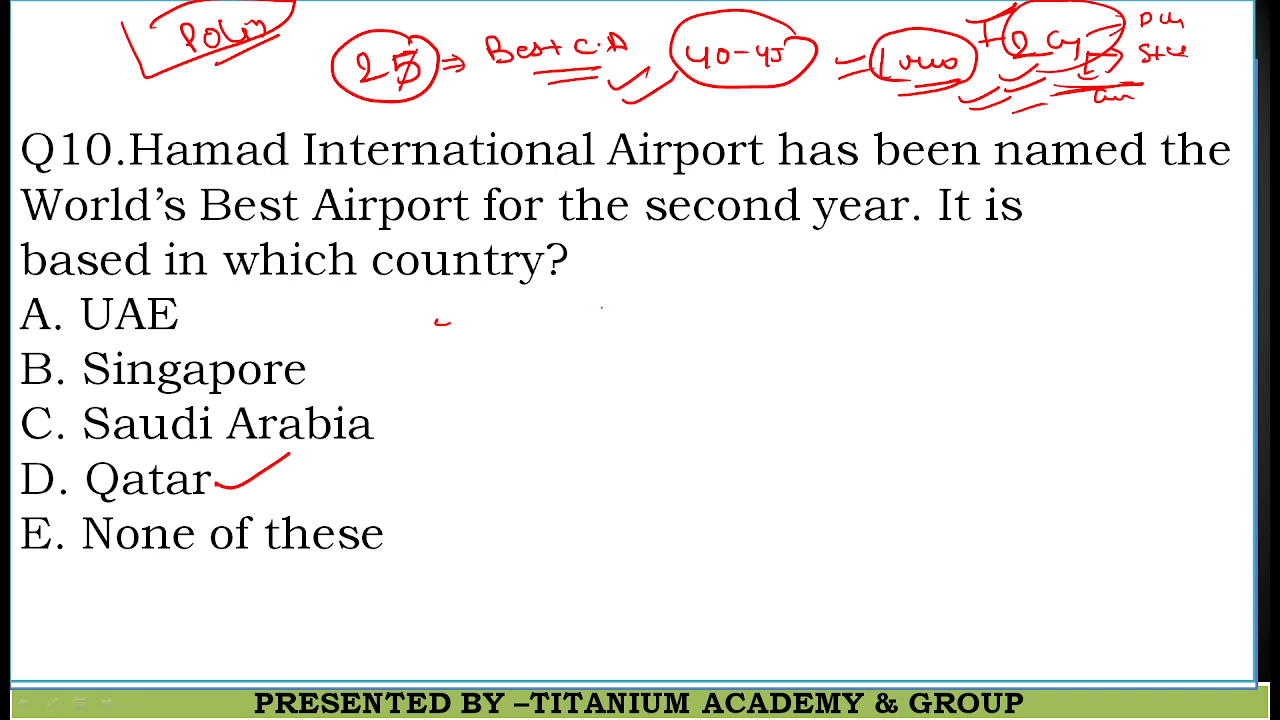 25 ⇒ Best C.A 40-45
Q10.Hamad International Airport has been named the
World’s Best Airport for the second year. It is
based in which country?
A. UAE
B. Singapore
C. Saudi Arabia
D. Qatar
E. None of these
PRESENTED BY –TITANIUM ACADEMY & GROUP